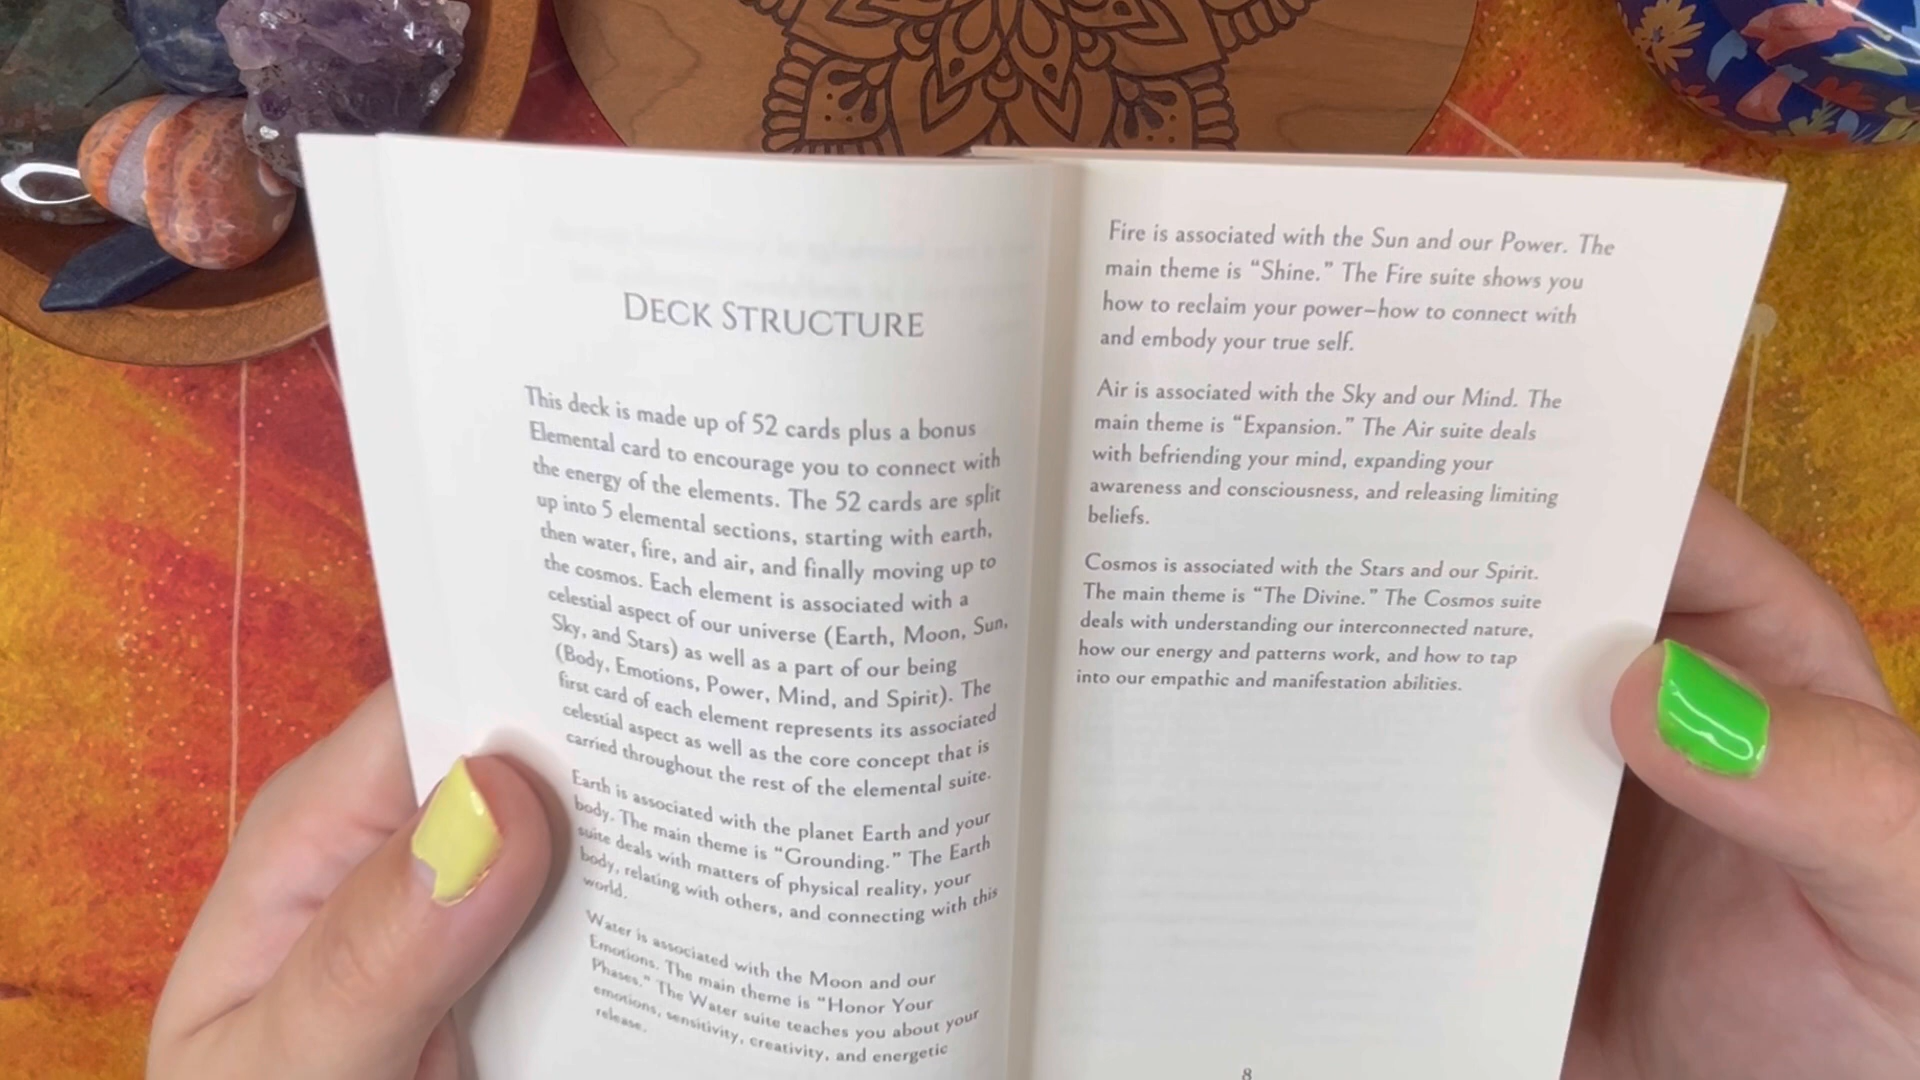 DECK STRUCTURE
This deck is made up of 52 cards plus a bonus
Elemental card to encourage you to connect with
the energy of the elements. The 52 cards are split
up into 5 elemental sections, starting with earth,
then water, fire, and air, and finally moving up to
the cosmos. Each element is associated with a
celestial aspect of our universe (Earth, Moon, Sun,
Sky, and Stars) as well as a part of our being
(Body, Emotions, Power, Mind, and Spirit). The
first card of each element represents its associated
celestial aspect as well as the core concept that is
carried throughout the rest of the elemental suite.
Earth is associated with the planet Earth and your
body. The main theme is “Grounding.” The Earth
suite deals with matters of physical reality, your
body, relating with others, and connecting with this
world.
Water is associated with the Moon and our
Emotions. The main theme is “Honor Your
Phases.” The Water suite teaches you about your
emotions, sensitivity, creativity, and energetic
release.
Fire is associated with the Sun and our Power. The
main theme is “Shine.” The Fire suite shows you
how to reclaim your power–how to connect with
and embody your true self.
Air is associated with the Sky and our Mind. The
main theme is “Expansion.” The Air suite deals
with befriending your mind, expanding your
awareness and consciousness, and releasing limiting
beliefs.
Cosmos is associated with the Stars and our Spirit.
The main theme is “The Divine.” The Cosmos suite
deals with understanding our interconnected nature,
how our energy and patterns work, and how to tap
into our empathic and manifestation abilities.
8